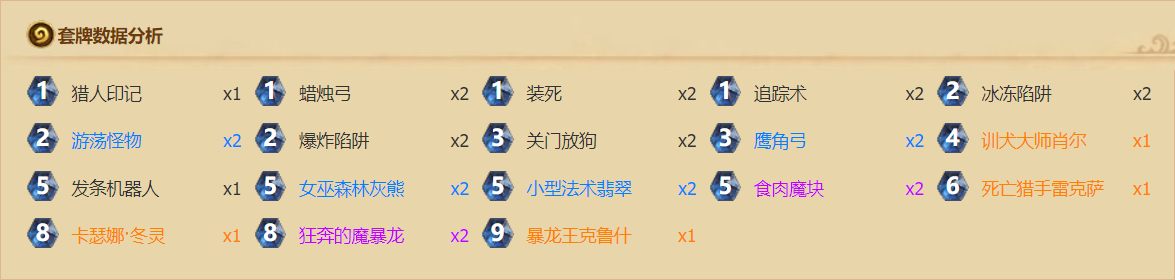 套牌数据分析
1 猎人印记 x1 1 蜡烛弓 x2 1 装死 x2 1 追踪术 x2 2 冰冻陷阱 x2
2 游荡怪物 x2 2 爆炸陷阱 x2 3 关门放狗 x2 3 鹰角弓 x2 4 训犬大师肖尔 x1
5 发条机器人 x1 5 女巫森林灰熊 x2 5 小型法术翡翠 x2 5 食肉魔块 x2 6 死亡猎手雷克萨 x1
8 卡瑟娜·冬灵 x1 8 狂奔的魔暴龙 x2 9 暴龙王克鲁什 x1